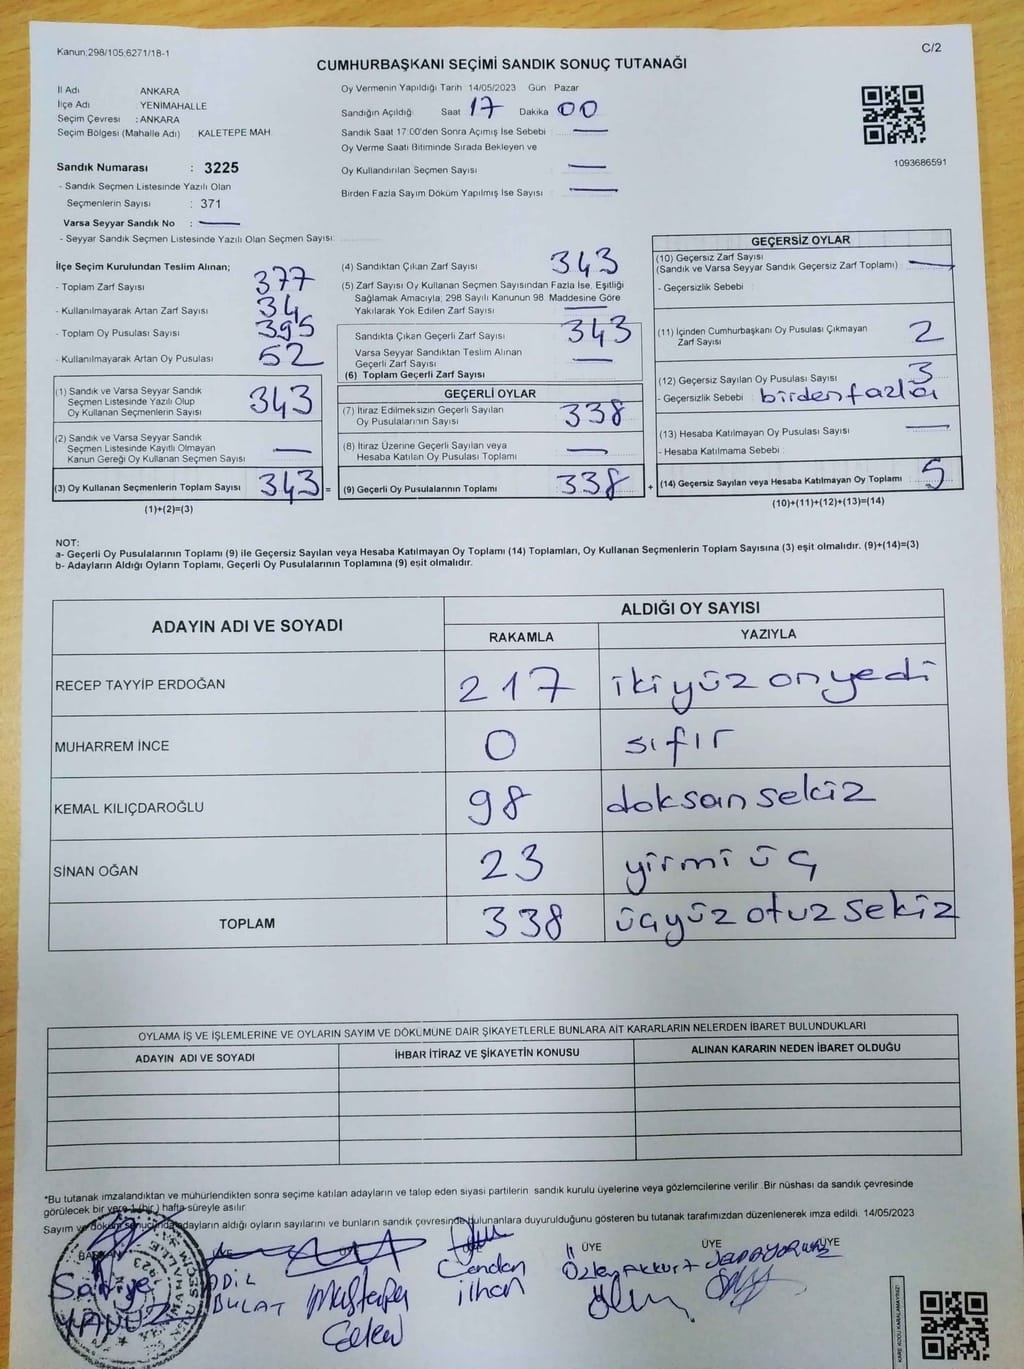 Kanun;298/105;6271/18-1
C/2
CUMHURBAŞKANI SEÇİMİ SANDIK SONUÇ TUTANAĞI
İl Adı ANKARA
İlçe Adı : YENİMAHALLE
Seçim Çevresi : ANKARA
Seçim Bölgesi (Mahalle Adı) : KALETEPE MAH.
Sandık Numarası : 3225
- Sandık Seçmen Listesinde Yazılı Olan
Seçmenlerin Sayısı : 371
Varsa Seyyar Sandık No :
- Seyyar Sandık Seçmen Listesinde Yazılı Olan Seçmen Sayısı:
Oy Vermenin Yapıldığı Tarih 14/05/2023 Gün Pazar
Sandığın Açıldığı: Saat 17 Dakika 00
Sandık Saat 17:00'den Sonra Açımış İse Sebebi
Oy Verme Saati Bitiminde Sırada Bekleyen ve
Oy Kullandırılan Seçmen Sayısı
Birden Fazla Sayım Döküm Yapılmış İse Sayısı
1093686591
İlçe Seçim Kurulundan Teslim Alınan;
- Toplam Zarf Sayısı 377
- Kullanılmayarak Artan Zarf Sayısı 34
- Toplam Oy Pusulası Sayısı 395
- Kullanılmayarak Artan Oy Pusulası 52
(1) Sandık ve Varsa Seyyar Sandık
Seçmen Listesinde Yazılı Olup
Oy Kullanan Seçmenlerin Sayısı 343
(2) Sandık ve Varsa Seyyar Sandık
Seçmen Listesinde Kayıtlı Olmayan
Kanun Gereği Oy Kullanan Seçmen Sayısı
(3) Oy Kullanan Seçmenlerin Toplam Sayısı 343 =
(1)+(2)=(3)
(4) Sandıktan Çıkan Zarf Sayısı 343
(5) Zarf Sayısı Oy Kullanan Seçmen Sayısından Fazla İse, Eşitliği
Sağlamak Amacıyla; 298 Sayılı Kanunun 98. Maddesine Göre
Yakılarak Yok Edilen Zarf Sayısı
Sandıkta Çıkan Geçerli Zarf Sayısı 343
Varsa Seyyar Sandıktan Teslim Alınan
Geçerli Zarf Sayısı
(6) Toplam Geçerli Zarf Sayısı
GEÇERLİ OYLAR
(7) İtiraz Edilmeksizin Geçerli Sayılan
Oy Pusulalarının Sayısı 338
(8) İtiraz Üzerine Geçerli Sayılan veya
Hesaba Katılan Oy Pusulası Toplamı
(9) Geçerli Oy Pusulalarının Toplamı 338 +
GEÇERSİZ OYLAR
(10) Geçersiz Zarf Sayısı
(Sandık ve Varsa Seyyar Sandık Geçersiz Zarf Toplamı)
- Geçersizlik Sebebi
(11) İçinden Cumhurbaşkanı Oy Pusulası Çıkmayan
Zarf Sayısı 2
(12) Geçersiz Sayılan Oy Pusulası Sayısı 3
- Geçersizlik Sebebi birden fazla
(13) Hesaba Katılmayan Oy Pusulası Sayısı
- Hesaba Katılmama Sebebi
(14) Geçersiz Sayılan veya Hesaba Katılmayan Oy Toplamı 5
(10)+(11)+(12)+(13)=(14)
NOT:
a- Geçerli Oy Pusulalarının Toplamı (9) ile Geçersiz Sayılan veya Hesaba Katılmayan Oy Toplamı (14) Toplamları, Oy Kullanan Seçmenlerin Toplam Sayısına (3) eşit olmalıdır. (9)+(14)=(3)
b- Adayların Aldığı Oyların Toplamı, Geçerli Oy Pusulalarının Toplamına (9) eşit olmalıdır.
ADAYIN ADI VE SOYADI
ALDIĞI OY SAYISI
RAKAMLA YAZIYLA
RECEP TAYYİP ERDOĞAN 217 ikiyüz onyedi
MUHARREM İNCE 0 sıfır
KEMAL KILIÇDAROĞLU 98 doksan sekiz
SİNAN OĞAN 23 yirmi üç
TOPLAM 338 üçyüz otuz sekiz
OYLAMA İŞ VE İŞLEMLERİNE VE OYLARIN SAYIM VE DÖKÜMÜNE DAİR ŞİKAYETLERLE BUNLARA AİT KARARLARIN NELERDEN İBARET BULUNDUKLARI
ADAYIN ADI VE SOYADI İHBAR İTİRAZ VE ŞİKAYETİN KONUSU ALINAN KARARIN NEDEN İBARET OLDUĞU
*Bu tutanak imzalandıktan ve mühürlendikten sonra seçime katılan adayların ve talep eden siyasi partilerin sandık kurulu üyelerine veya gözlemcilerine verilir .Bir nüshası da sandık çevresinde
görülecek bir yere 1 (bir ) hafta süreyle asılır.
Sayım ve döküm sonucunda adayların aldığı oyların sayılarını ve bunların sandık çevresinde bulunanlara duyurulduğunu gösteren bu tutanak tarafımızdan düzenlenerek imza edildi. 14/05/2023
BAŞKAN ÜYE ÜYE ÜYE ÜYE
YAVUZ
ADİL
BULAT
Mustafa
Candan
ilhan
Özlem AKKURT